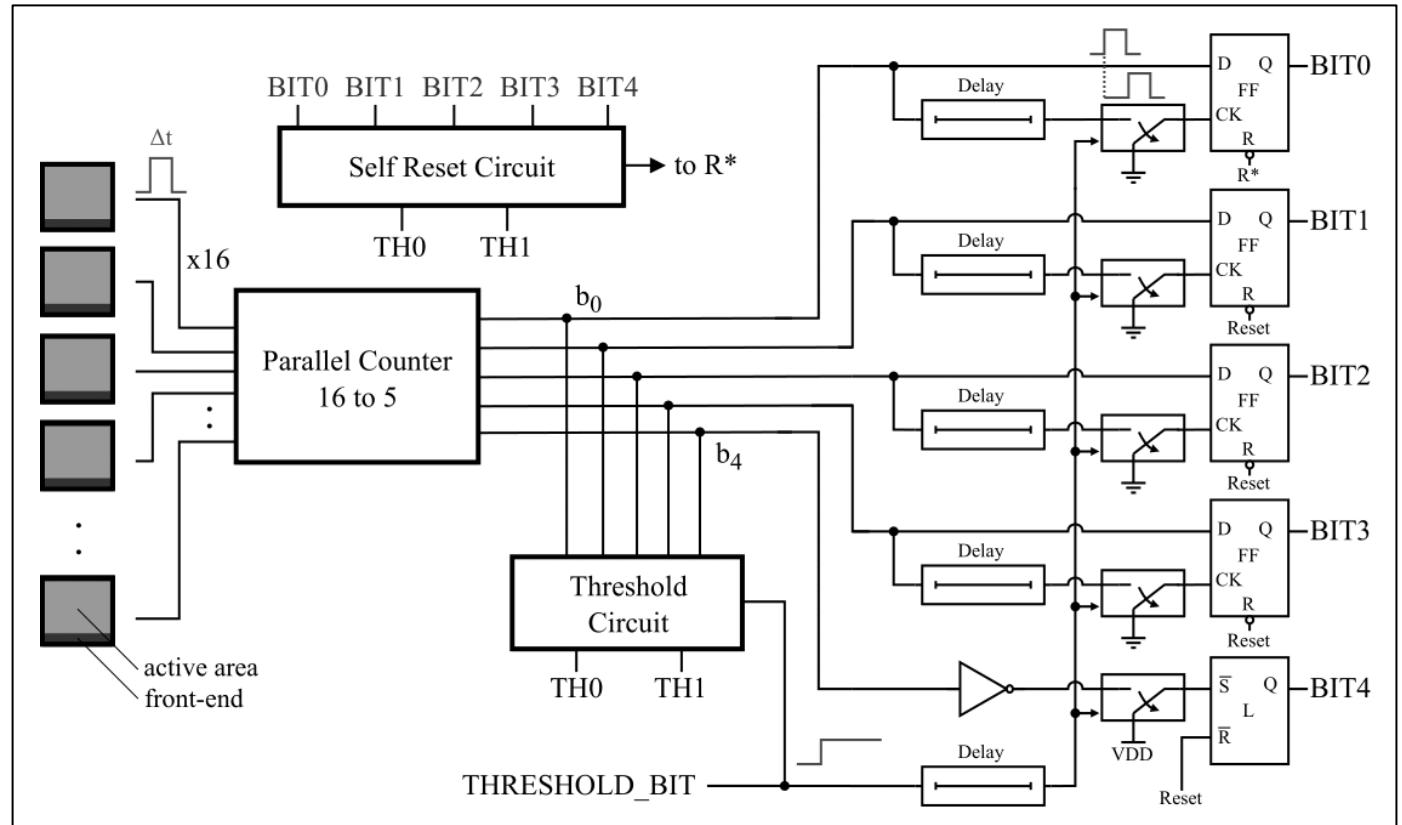 BIT0 BIT1 BIT2 BIT3 BIT4
Self Reset Circuit
to R*
TH0 TH1
Δt
x16
Parallel Counter
16 to 5
b0
b4
Threshold
Circuit
TH0 TH1
THRESHOLD_BIT
active area
front-end
D Q
FF
CK
R
R*
BIT0
Delay
D Q
FF
CK
R
Reset
BIT1
Delay
D Q
FF
CK
R
Reset
BIT2
Delay
D Q
FF
CK
R
Reset
BIT3
Delay
S̅ Q
L
R̅
Reset
BIT4
VDD
Delay